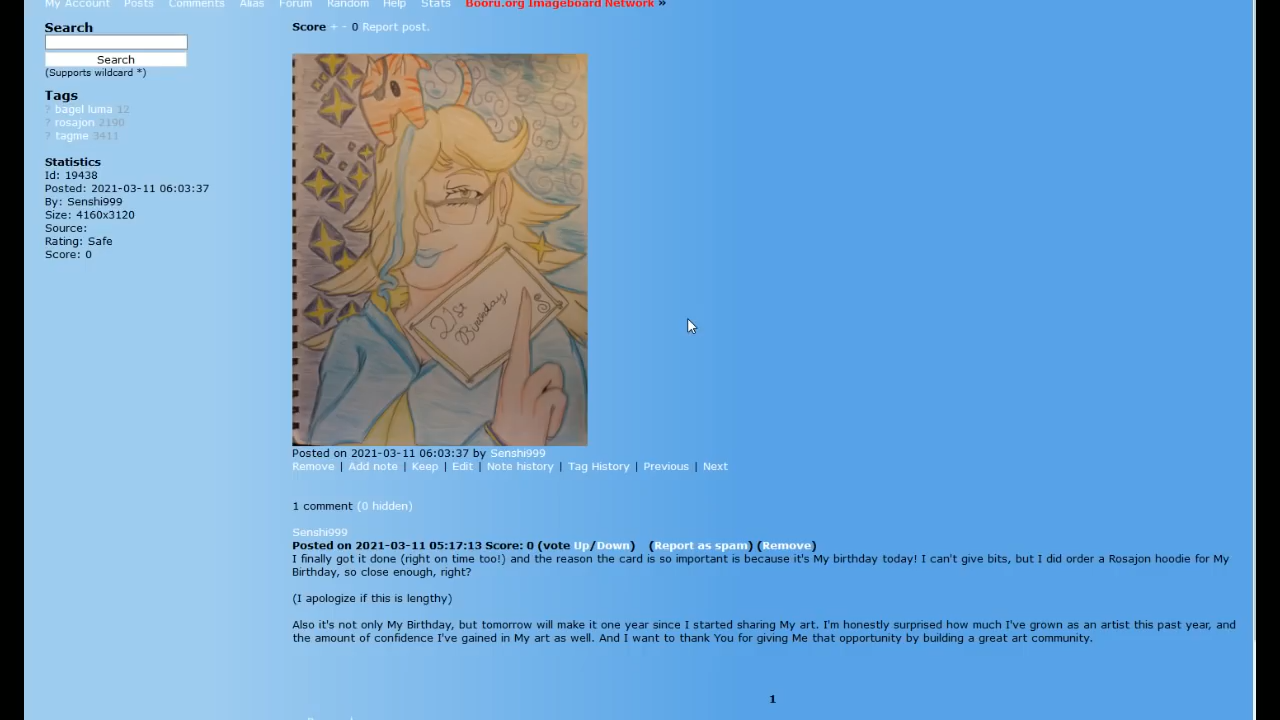 My Account Posts Comments Alias Forum Random Help Stats Booru.org Imageboard Network »
Search
Search
(Supports wildcard *)
Tags
? bagel luma 12
? rosajon 2190
? tagme 3411
Statistics
Id: 19438
Posted: 2021-03-11 06:03:37
By: Senshi999
Size: 4160x3120
Source:
Rating: Safe
Score: 0
Score + - 0 Report post.
21st
Birthday
Posted on 2021-03-11 06:03:37 by Senshi999
Remove | Add note | Keep | Edit | Note history | Tag History | Previous | Next
1 comment (0 hidden)
Senshi999
Posted on 2021-03-11 05:17:13 Score: 0 (vote Up/Down) (Report as spam) (Remove)
I finally got it done (right on time too!) and the reason the card is so important is because it's My birthday today! I can't give bits, but I did order a Rosajon hoodie for My
Birthday, so close enough, right?
(I apologize if this is lengthy)
Also it's not only My Birthday, but tomorrow will make it one year since I started sharing My art. I'm honestly surprised how much I've grown as an artist this past year, and
the amount of confidence I've gained in My art as well. And I want to thank You for giving Me that opportunity by building a great art community.
1